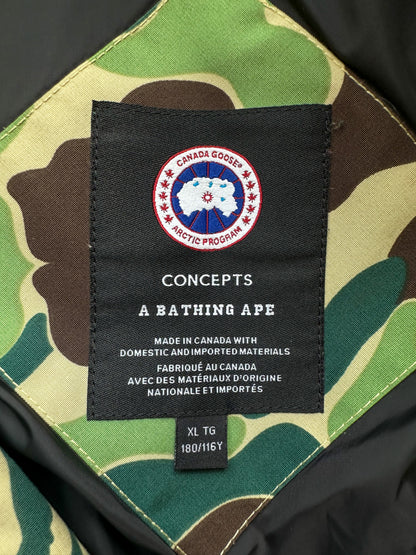 CANADA GOOSE®
ARCTIC PROGRAM
CONCEPTS
A BATHING APE
MADE IN CANADA WITH
DOMESTIC AND IMPORTED MATERIALS
FABRIQUÉ AU CANADA
AVEC DES MATÉRIAUX D'ORIGINE
NATIONALE ET IMPORTÉS
XL TG
180/116Y